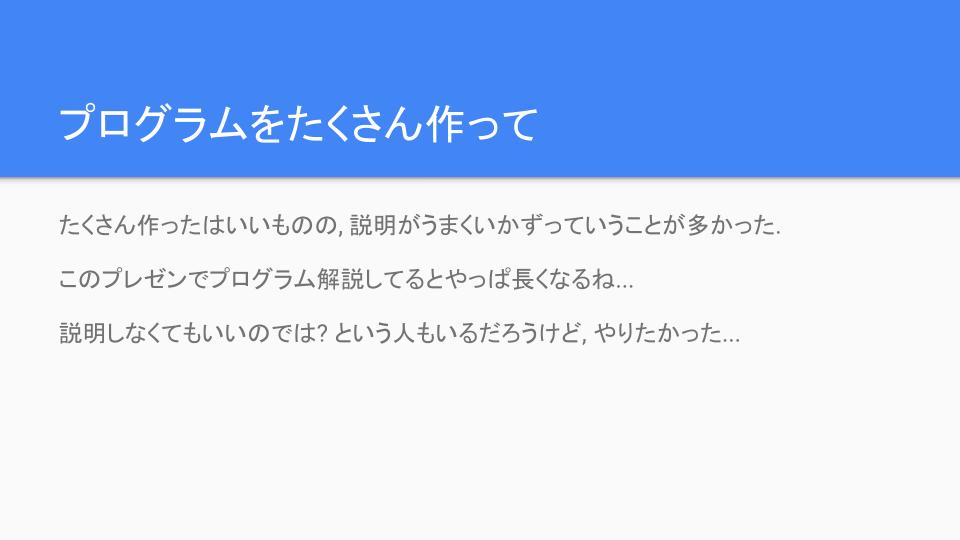 プログラムをたくさん作って
たくさん作ったはいいものの, 説明がうまくいかずっていうことが多かった.
このプレゼンでプログラム解説してるとやっぱ長くなるね...
説明しなくてもいいのでは? という人もいるだろうけど, やりたかった...